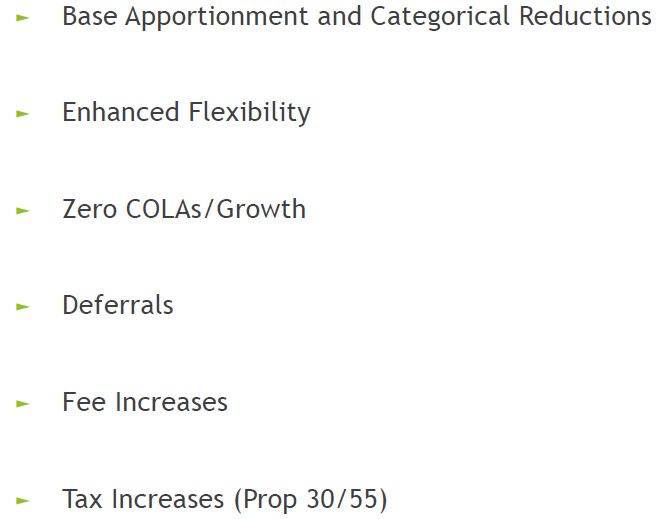 Base Apportionment and Categorical Reductions
Enhanced Flexibility
Zero COLAs/Growth
Deferrals
Fee Increases
Tax Increases (Prop 30/55)